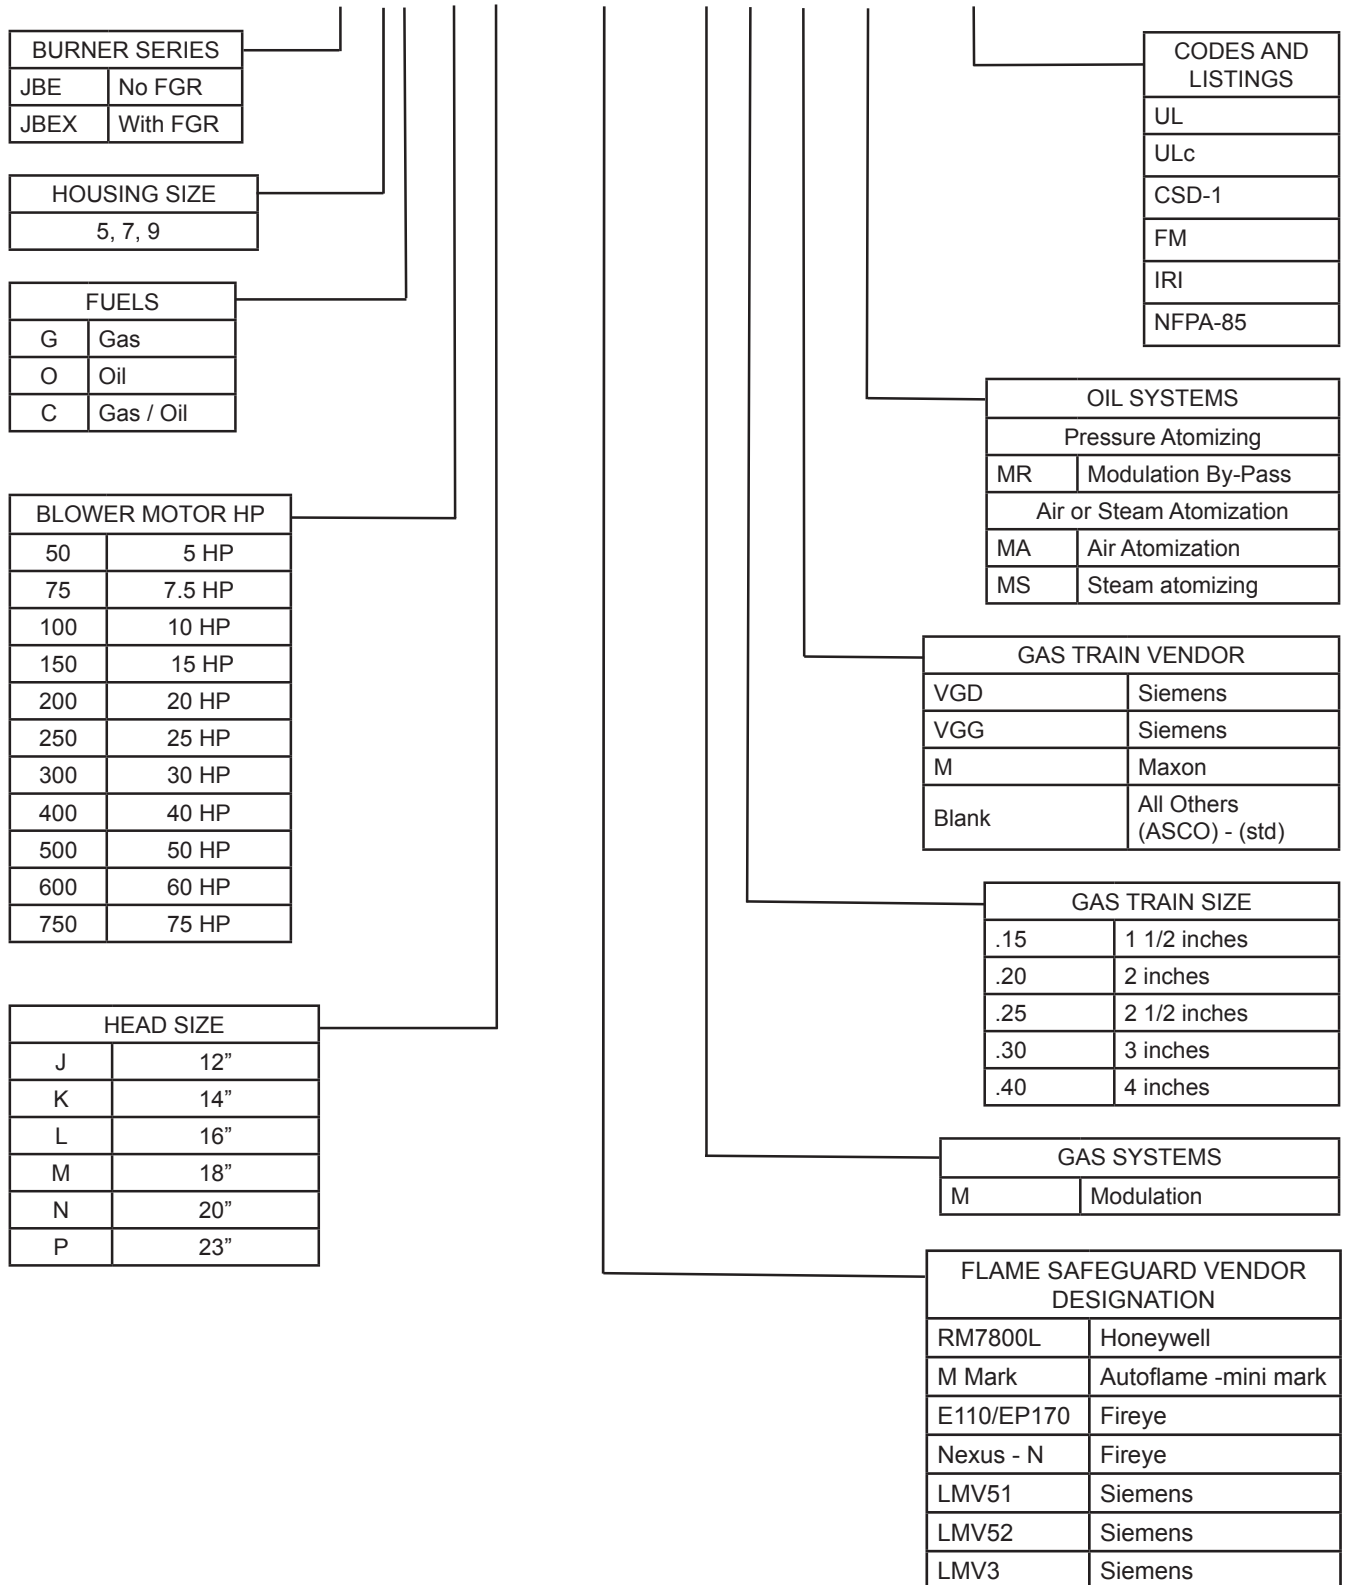 BURNER SERIES
JBE No FGR
JBEX With FGR
HOUSING SIZE
5, 7, 9
FUELS
G Gas
O Oil
C Gas / Oil
BLOWER MOTOR HP
50 5 HP
75 7.5 HP
100 10 HP
150 15 HP
200 20 HP
250 25 HP
300 30 HP
400 40 HP
500 50 HP
600 60 HP
750 75 HP
HEAD SIZE
J 12”
K 14”
L 16”
M 18”
N 20”
P 23”
CODES AND
LISTINGS
UL
ULc
CSD-1
FM
IRI
NFPA-85
OIL SYSTEMS
Pressure Atomizing
MR Modulation By-Pass
Air or Steam Atomization
MA Air Atomization
MS Steam atomizing
GAS TRAIN VENDOR
VGD Siemens
VGG Siemens
M Maxon
Blank All Others
(ASCO) - (std)
GAS TRAIN SIZE
.15 1 1/2 inches
.20 2 inches
.25 2 1/2 inches
.30 3 inches
.40 4 inches
GAS SYSTEMS
M Modulation
FLAME SAFEGUARD VENDOR
DESIGNATION
RM7800L Honeywell
M Mark Autoflame -mini mark
E110/EP170 Fireye
Nexus - N Fireye
LMV51 Siemens
LMV52 Siemens
LMV3 Siemens